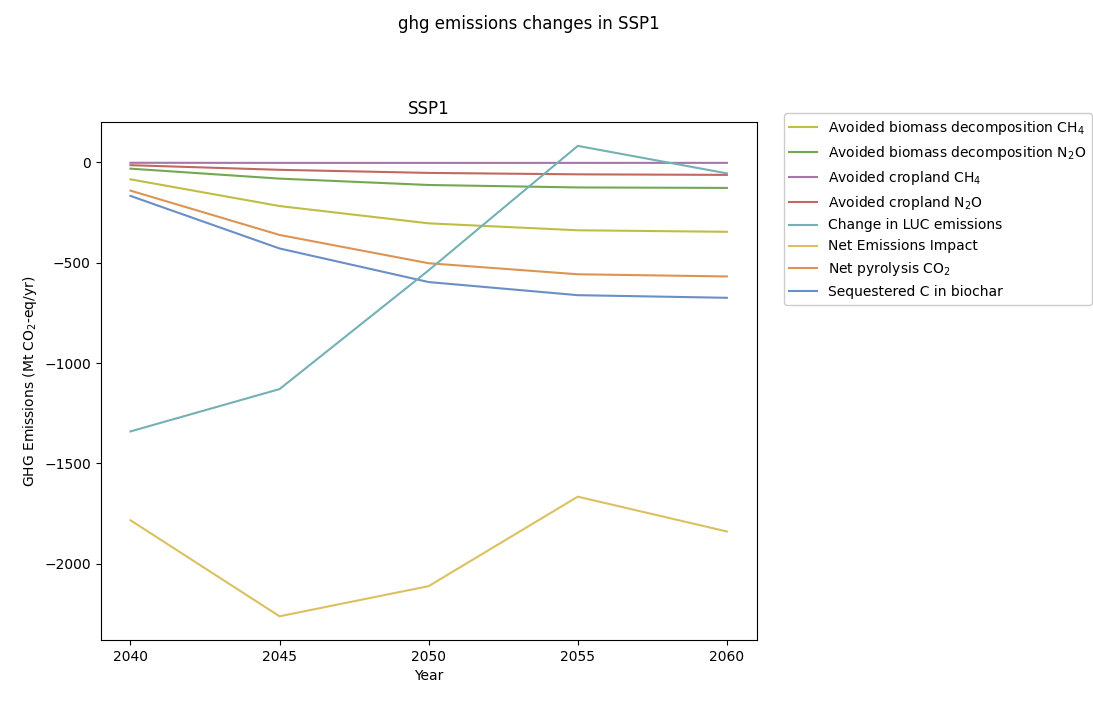 ghg emissions changes in SSP1
SSP1
0
−500
−1000
−1500
−2000
GHG Emissions (Mt CO₂-eq/yr)
2040 2045 2050 2055 2060
Year
Avoided biomass decomposition CH₄
Avoided biomass decomposition N₂O
Avoided cropland CH₄
Avoided cropland N₂O
Change in LUC emissions
Net Emissions Impact
Net pyrolysis CO₂
Sequestered C in biochar